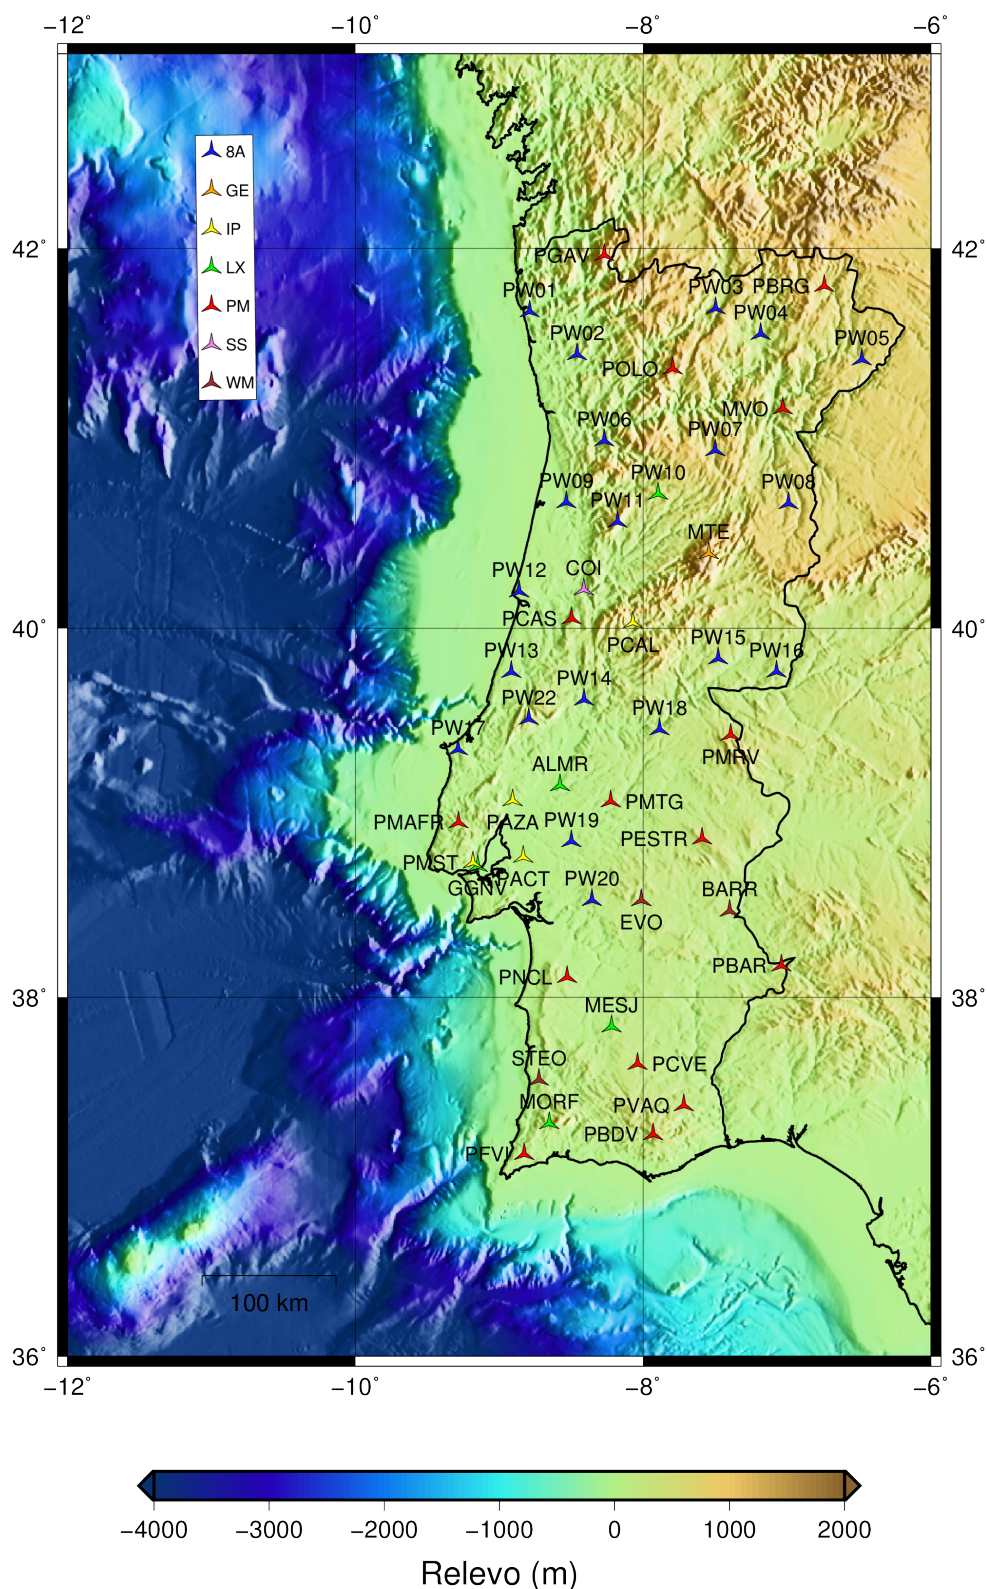 −12° −10° −8° −6°
8A
GE
IP
LX
PM
SS
WM
42° 42°
PGAV
PW01 PW03 PBRG
PW04
PW02 PW05
POLO
MVO
PW06
PW07
PW10
PW09 PW08
PW11
MTE
PW12 COI
PCAS
40° 40°
PCAL PW15
PW13 PW16
PW14
PW22
PW18
PW17
PMRV
ALMR
PMTG
PMAFR PAZA PW19
PESTR
PMST
GGNV PACT PW20 BARR
EVO
PBAR
PNCL
38° 38°
MESJ
STEO PCVE
MORF PVAQ
PBDV
PFVI
100 km
36° 36°
−12° −10° −8° −6°
−4000 −3000 −2000 −1000 0 1000 2000
Relevo (m)